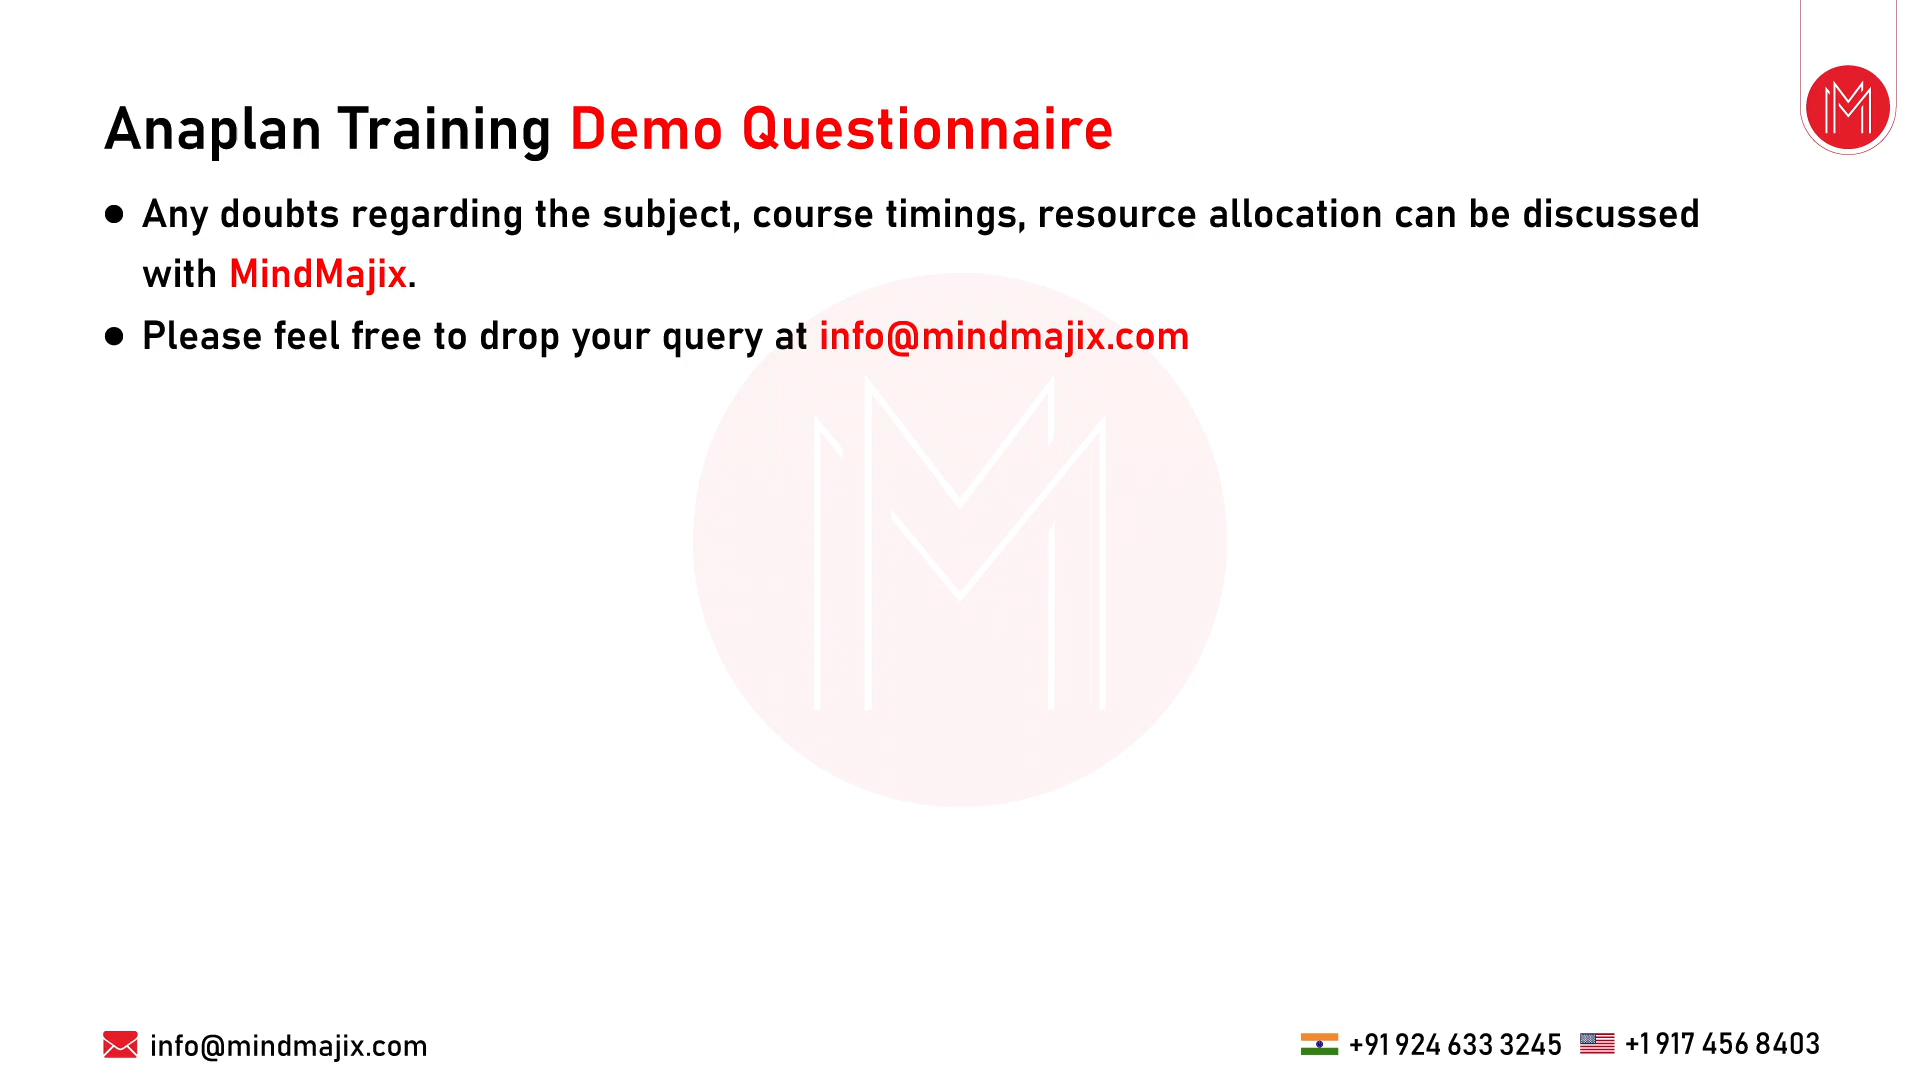 Anaplan Training Demo Questionnaire
● Any doubts regarding the subject, course timings, resource allocation can be discussed
with MindMajix.
● Please feel free to drop your query at info@mindmajix.com
info@mindmajix.com +91 924 633 3245 +1 917 456 8403